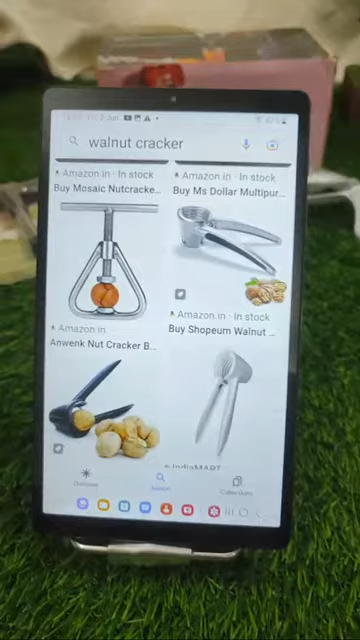 walnut cracker
Amazon.in · In stock
Buy Mosaic Nutcracke...
Amazon.in · In stock
Buy Ms Dollar Multipur...
Amazon.in
Anwenk Nut Cracker B...
Amazon.in · In stock
Buy Shopeum Walnut ...
IndiaMART
Discover
Search
Collections